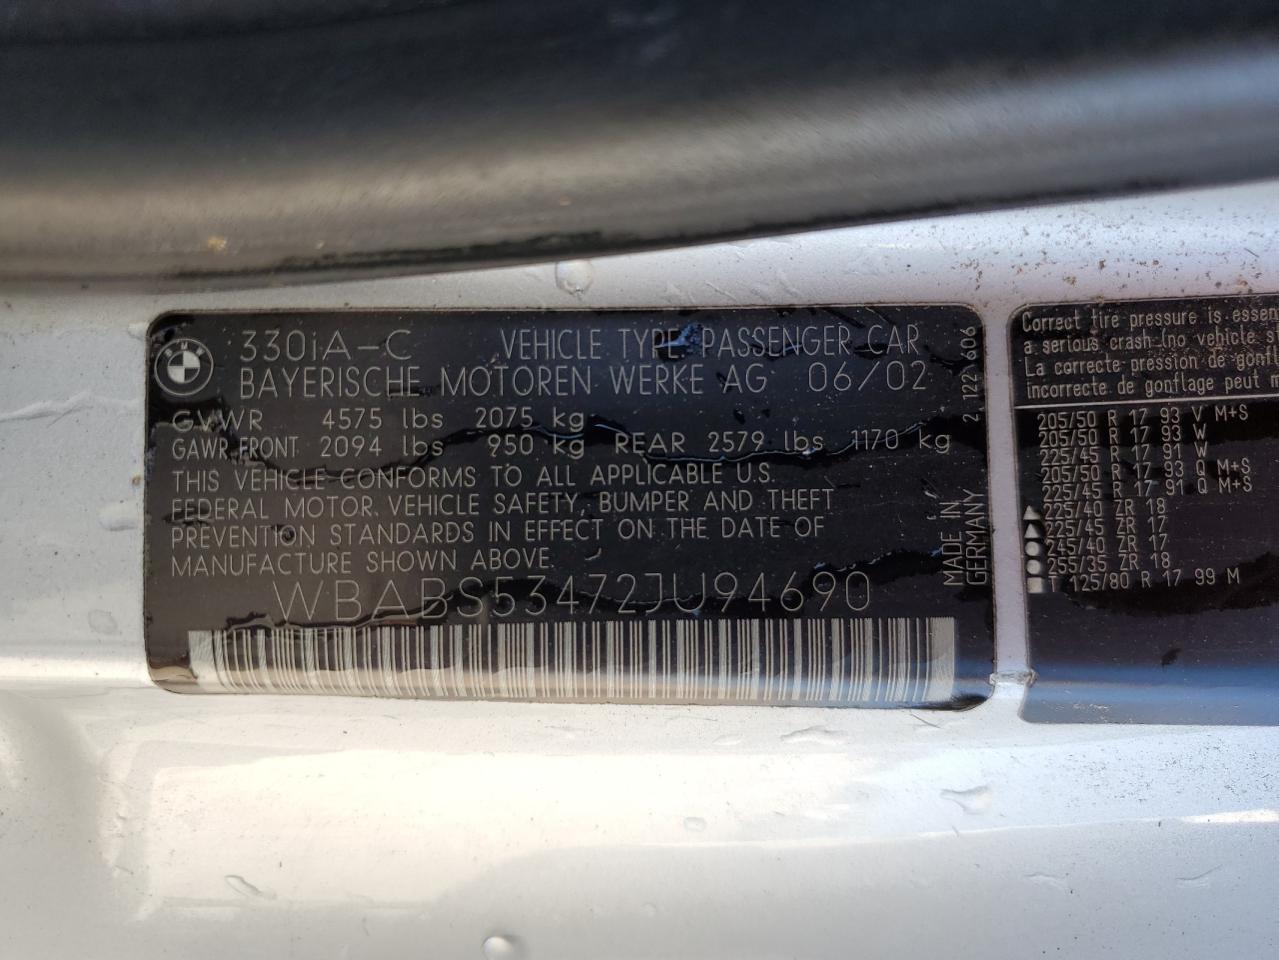 330iA-C VEHICLE TYPE PASSENGER CAR
BAYERISCHE MOTOREN WERKE AG 06/02
GVWR 4575 lbs 2075 kg
GAWR FRONT 2094 lbs 950 kg REAR 2579 lbs 1170 kg
THIS VEHICLE CONFORMS TO ALL APPLICABLE U.S.
FEDERAL MOTOR VEHICLE SAFETY, BUMPER AND THEFT
PREVENTION STANDARDS IN EFFECT ON THE DATE OF
MANUFACTURE SHOWN ABOVE.
WBABS53472JU94690
MADE IN
GERMANY
2 122 606
Correct tire pressure is essen
a serious crash (no vehicle s
La correcte pression de gonfl
incorrecte de gonflage peut m
205/50 R 17 93 V M+S
205/50 R 17 93 W
225/45 R 17 91 W
205/50 R 17 93 Q M+S
225/45 R 17 91 Q M+S
225/40 ZR 18
225/45 ZR 17
245/40 ZR 17
255/35 ZR 18
T 125/80 R 17 99 M